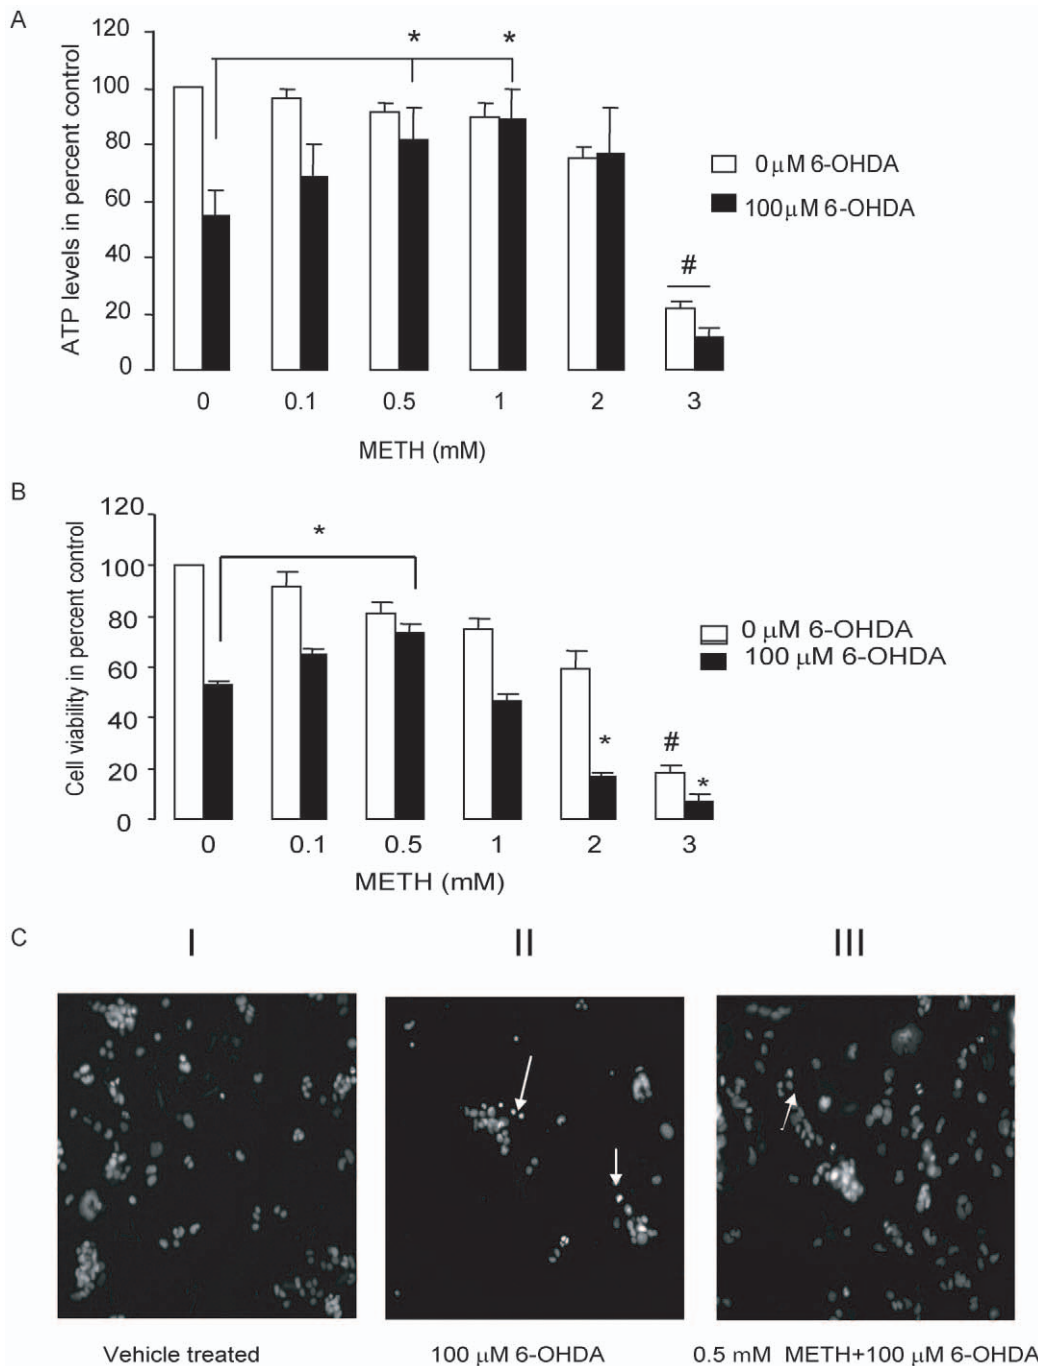 A
120
* *
100
80
60
40
20
0
ATP levels in percent control
0 μM 6-OHDA
100 μM 6-OHDA
#
0 0.1 0.5 1 2 3
METH (mM)
B
120
*
100
80
60
40
20
0
Cell viability in percent control
0 μM 6-OHDA
100 μM 6-OHDA
* # *
0 0.1 0.5 1 2 3
METH (mM)
C
I II III
Vehicle treated 100 μM 6-OHDA 0.5 mM METH+100 μM 6-OHDA